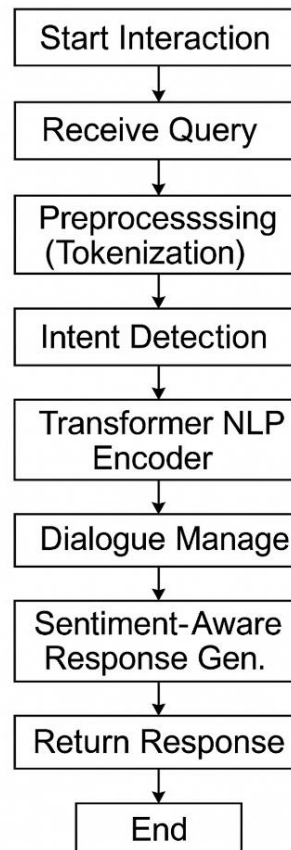 Start Interaction
Receive Query
Preprocessssing
(Tokenization)
Intent Detection
Transformer NLP
Encoder
Dialogue Manage
Sentiment-Aware
Response Gen.
Return Response
End